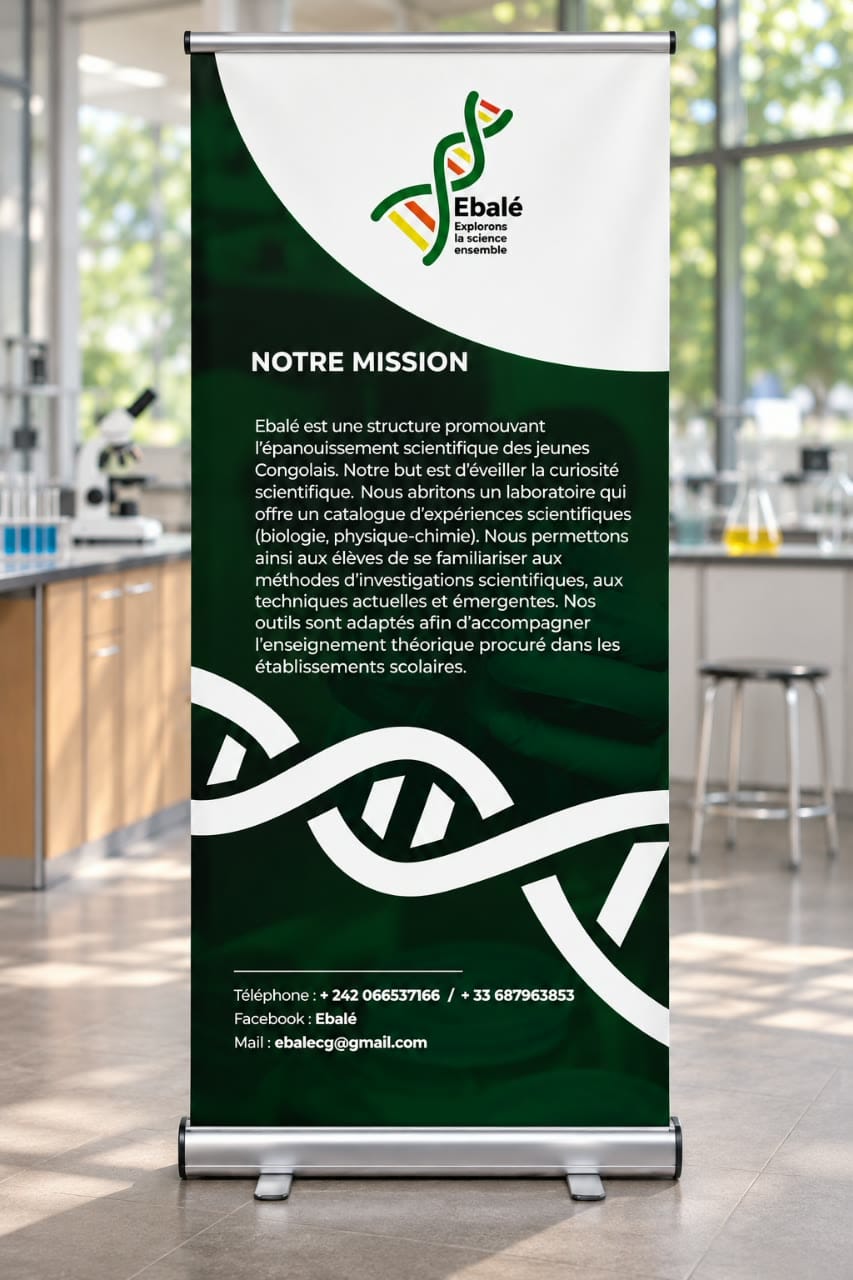 Ebalé
Explorons
la science
ensemble
NOTRE MISSION
Ebalé est une structure promouvant
l'épanouissement scientifique des jeunes
Congolais. Notre but est d'éveiller la curiosité
scientifique. Nous abritons un laboratoire qui
offre un catalogue d'expériences scientifiques
(biologie, physique-chimie). Nous permettons
ainsi aux élèves de se familiariser aux
méthodes d'investigations scientifiques, aux
techniques actuelles et émergentes. Nos
outils sont adaptés afin d'accompagner
l'enseignement théorique procuré dans les
établissements scolaires.
Téléphone : + 242 066537166 / + 33 687963853
Facebook : Ebalé
Mail : ebalecg@gmail.com